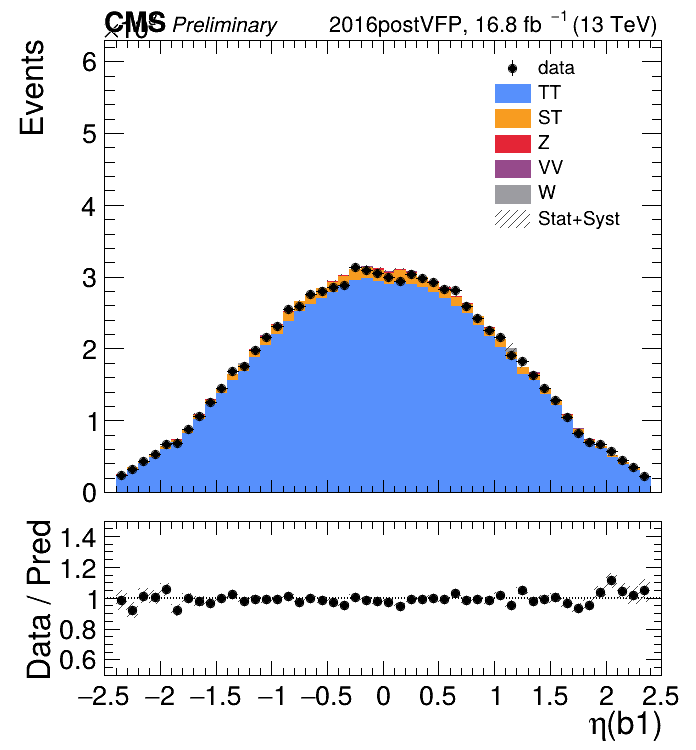 CMS Preliminary 2016postVFP, 16.8 fb⁻¹ (13 TeV)
Events
6
5
4
3
2
1
0
data
TT
ST
Z
VV
W
Stat+Syst
Data / Pred
1.4
1.2
1
0.8
0.6
−2.5 −2 −1.5 −1 −0.5 0 0.5 1 1.5 2 2.5
η(b1)